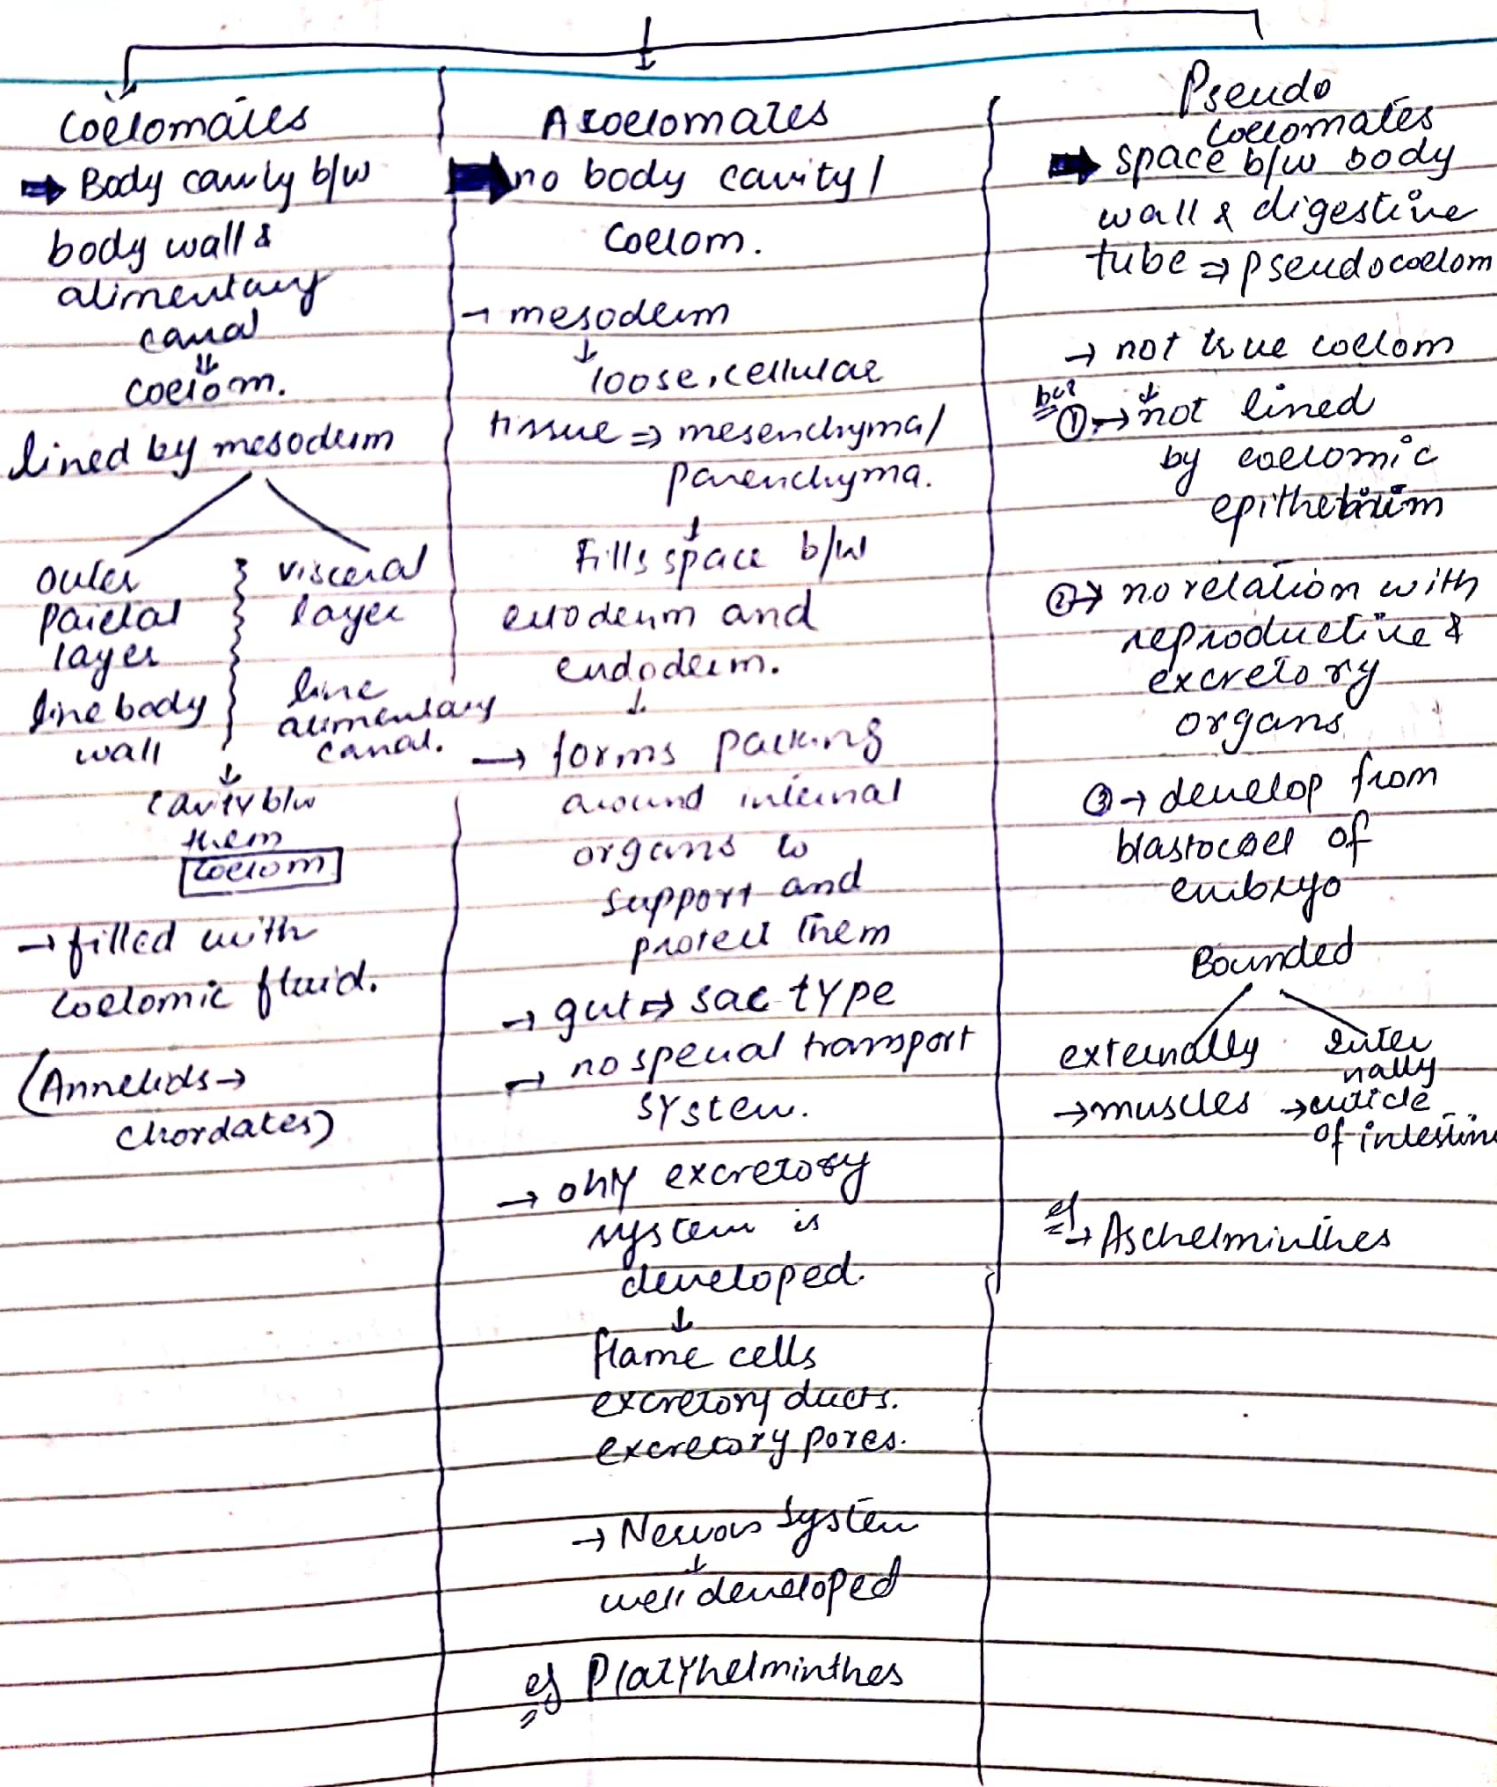 Coelomates
➡ Body cavity b/w
body wall &
alimentary
canal
⇓
coelom.
lined by mesoderm
outer
parietal
layer
line body
wall
visceral
layer
line
alimentary
canal.
↓
cavity b/w
them
coelom
→ filled with
coelomic fluid.
(Annelids →
chordates)
Acoelomates
➡ no body cavity /
Coelom.
→ mesoderm
↓
loose, cellular
tissue ⇒ mesenchyma /
parenchyma.
↓
Fills space b/w
ectoderm and
endoderm.
↓
→ forms packing
around internal
organs to
support and
protect them
→ gut ⇒ sac type
→ no special transport
system.
→ only excretory
system is
developed.
↓
flame cells
excretory ducts.
excretory pores.
→ Nervous system
↓
well developed
eg Platyhelminthes
Pseudo
coelomates
➡ space b/w body
wall & digestive
tube ⇒ pseudocoelom
→ not true coelom
bcz ↓
① → not lined
by coelomic
epithelium
② → no relation with
reproductive &
excretory
organs
③ → develop from
blastocoel of
embryo
Bounded
externally
→ muscles
inter
nally
→ cuticle
of intestine
eg → Aschelminthes